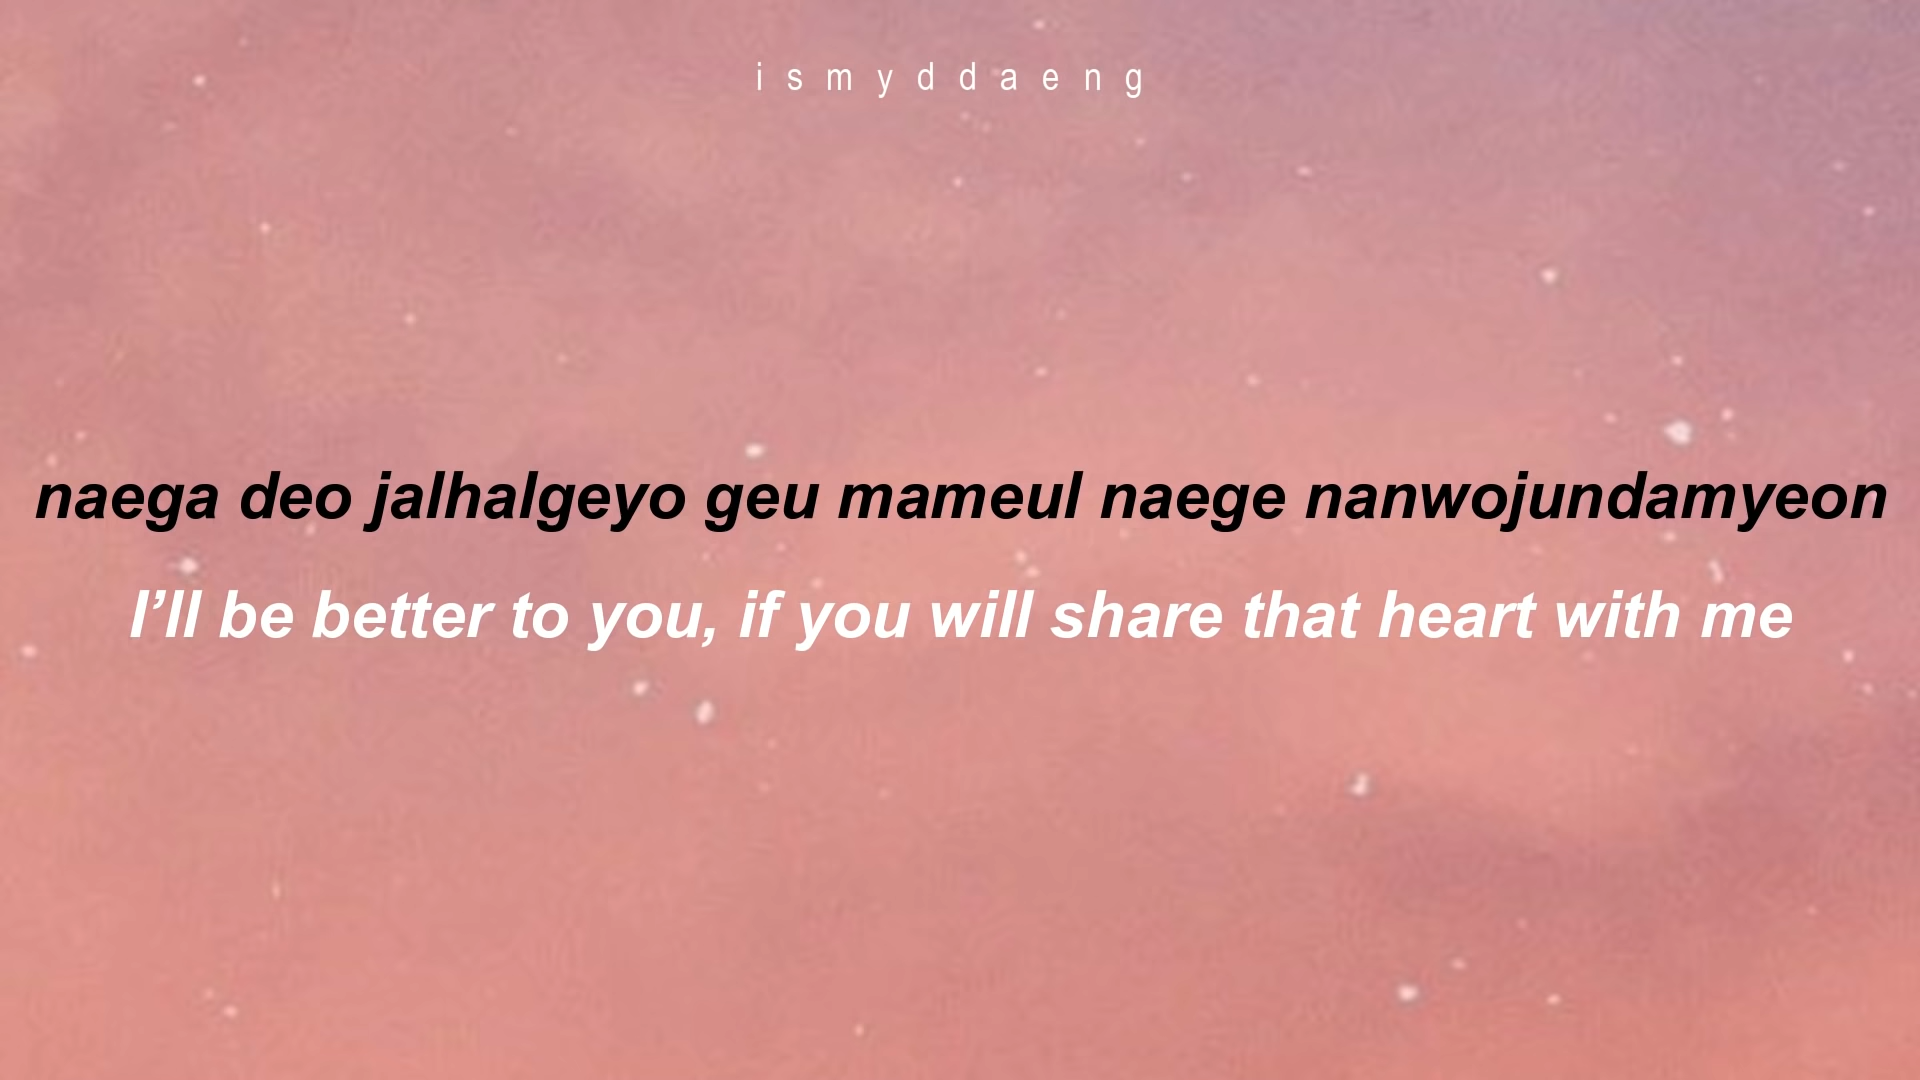 ismyddaeng
naega deo jalhalgeyo geu mameul naege nanwojundamyeon
I’ll be better to you, if you will share that heart with me